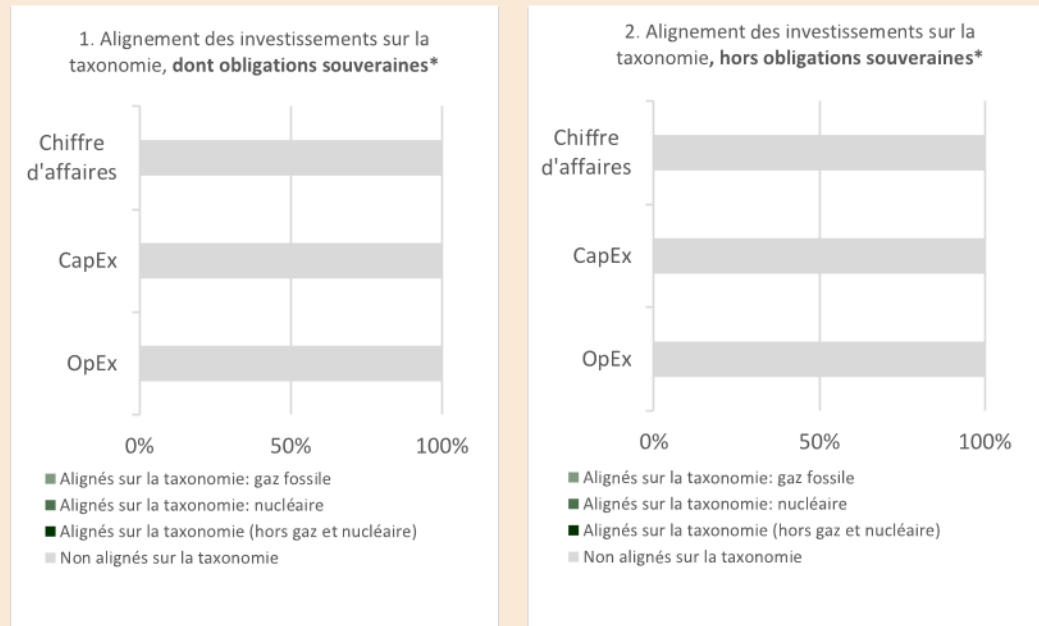 1. Alignement des investissements sur la
taxonomie, dont obligations souveraines*
Chiffre
d'affaires
CapEx
OpEx
0% 50% 100%
Alignés sur la taxonomie: gaz fossile
Alignés sur la taxonomie: nucléaire
Alignés sur la taxonomie (hors gaz et nucléaire)
Non alignés sur la taxonomie
2. Alignement des investissements sur la
taxonomie, hors obligations souveraines*
Chiffre
d'affaires
CapEx
OpEx
0% 50% 100%
Alignés sur la taxonomie: gaz fossile
Alignés sur la taxonomie: nucléaire
Alignés sur la taxonomie (hors gaz et nucléaire)
Non alignés sur la taxonomie